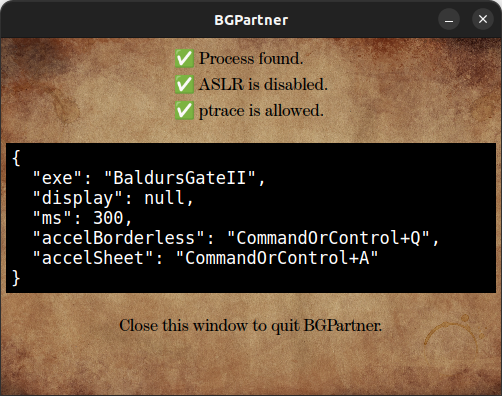 BGPartner
✅ Process found.
✅ ASLR is disabled.
✅ ptrace is allowed.
{
  "exe": "BaldursGateII",
  "display": null,
  "ms": 300,
  "accelBorderless": "CommandOrControl+Q",
  "accelSheet": "CommandOrControl+A"
}
Close this window to quit BGPartner.